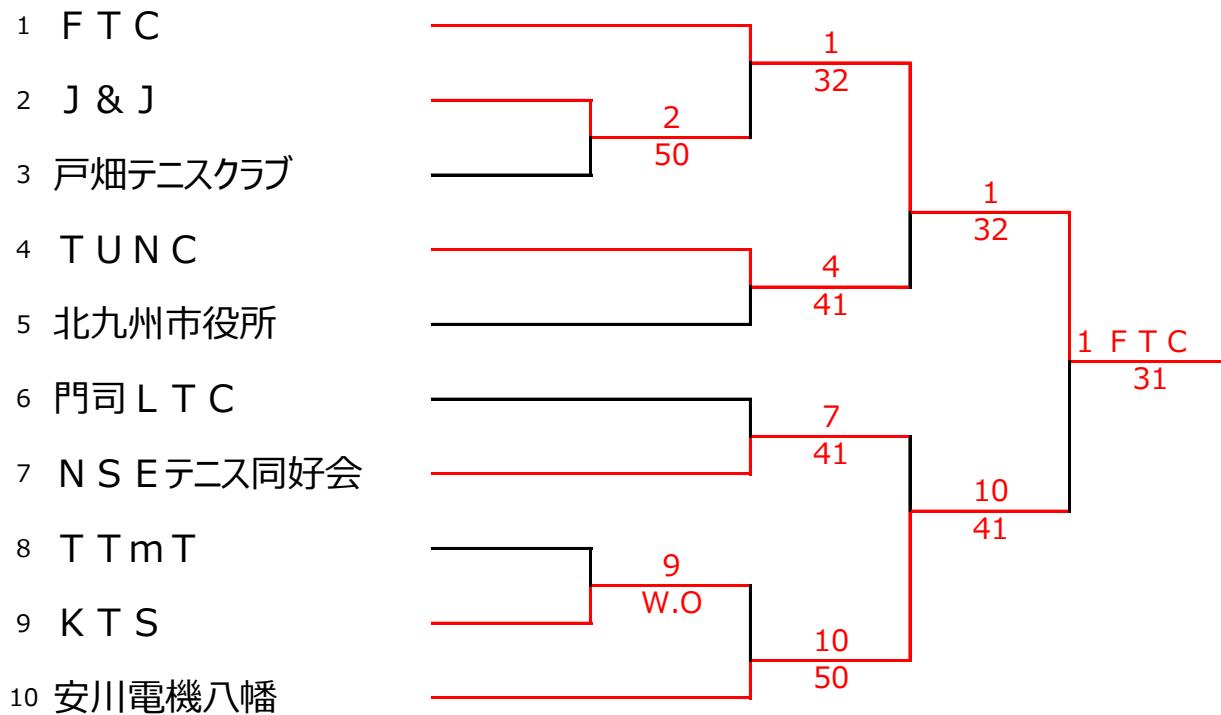 1 ＦＴＣ
2 Ｊ＆Ｊ
3 戸畑テニスクラブ
4 ＴＵＮＣ
5 北九州市役所
6 門司ＬＴＣ
7 ＮＳＥテニス同好会
8 ＴＴｍＴ
9 ＫＴＳ
10 安川電機八幡
2
50
9
W.O
1
32
4
41
7
41
10
50
1
32
10
41
1 ＦＴＣ
31